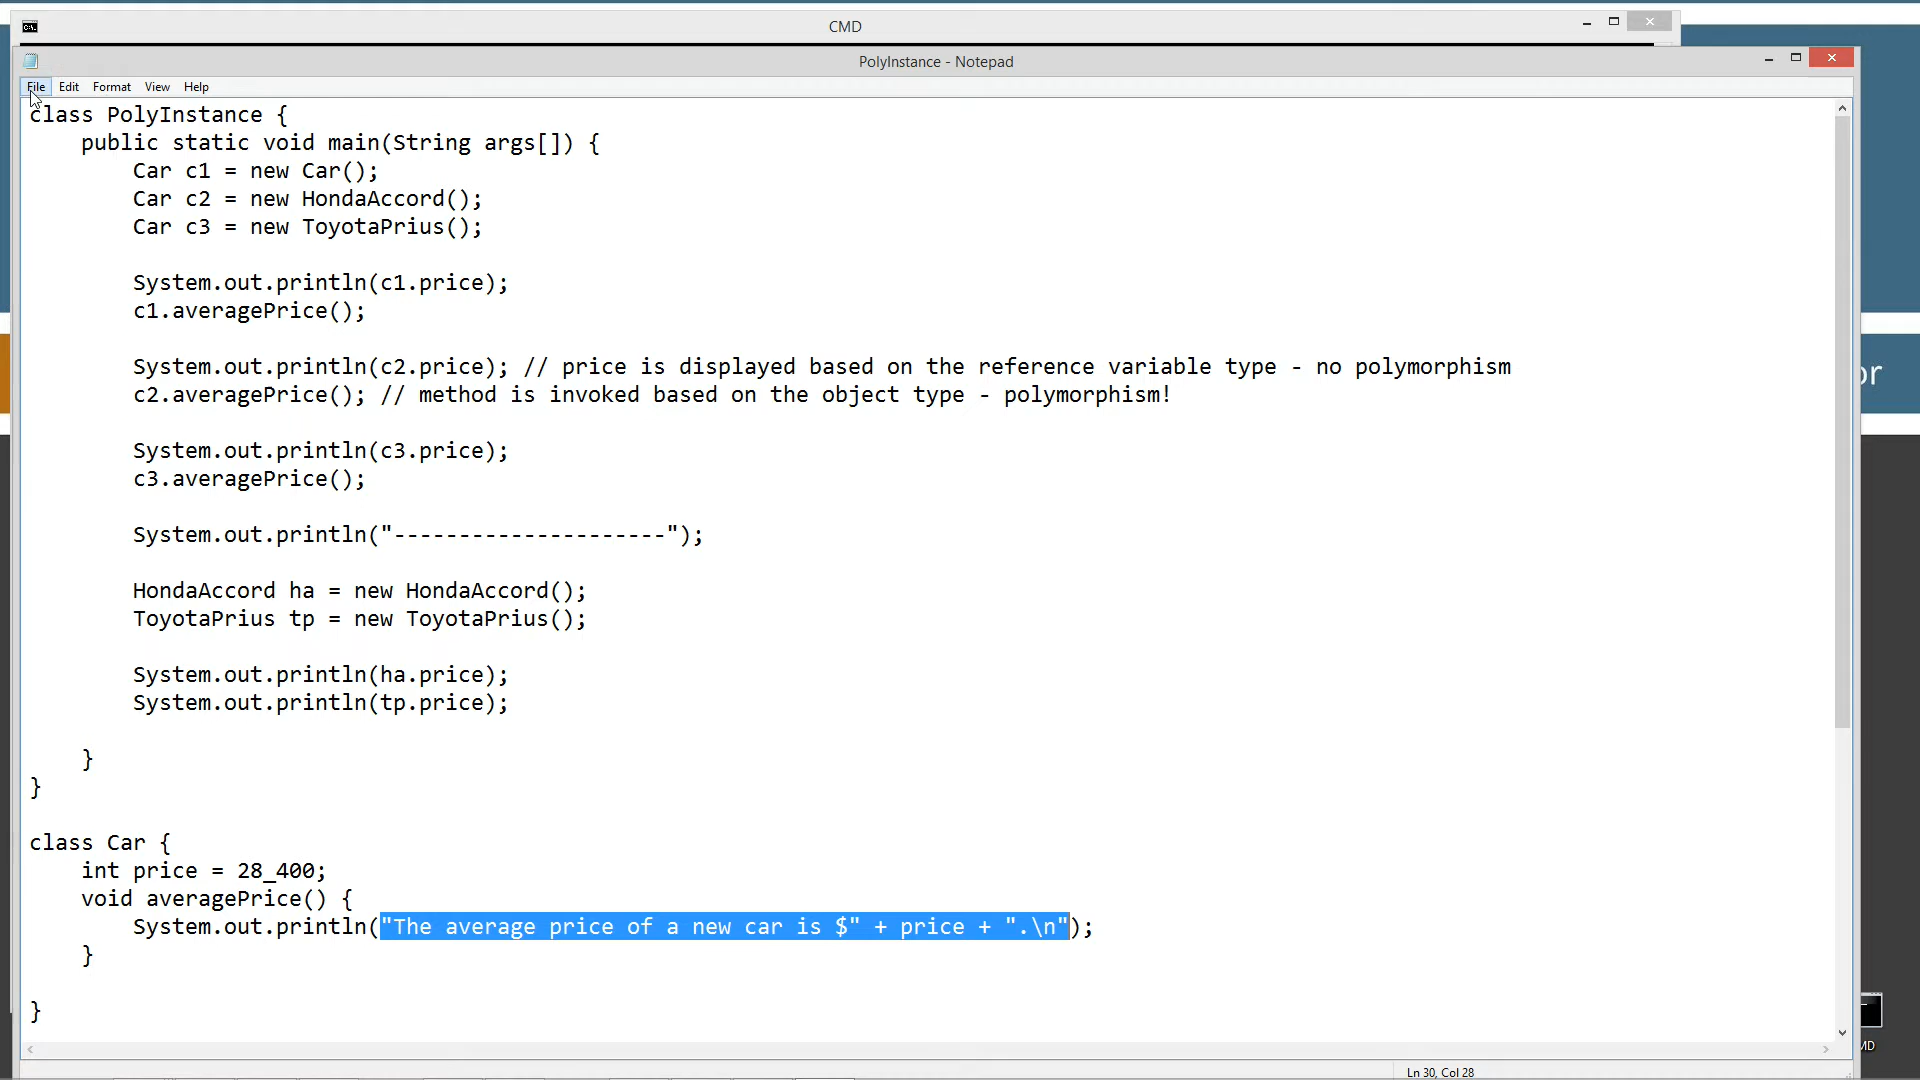 CMD
PolyInstance - Notepad
File Edit Format View Help
class PolyInstance {
    public static void main(String args[]) {
        Car c1 = new Car();
        Car c2 = new HondaAccord();
        Car c3 = new ToyotaPrius();

        System.out.println(c1.price);
        c1.averagePrice();

        System.out.println(c2.price); // price is displayed based on the reference variable type - no polymorphism
        c2.averagePrice(); // method is invoked based on the object type - polymorphism!

        System.out.println(c3.price);
        c3.averagePrice();

        System.out.println("---------------------");

        HondaAccord ha = new HondaAccord();
        ToyotaPrius tp = new ToyotaPrius();

        System.out.println(ha.price);
        System.out.println(tp.price);

    }
}

class Car {
    int price = 28_400;
    void averagePrice() {
        System.out.println("The average price of a new car is $" + price + ".\n");
    }

}
Ln 30, Col 28
or
MD